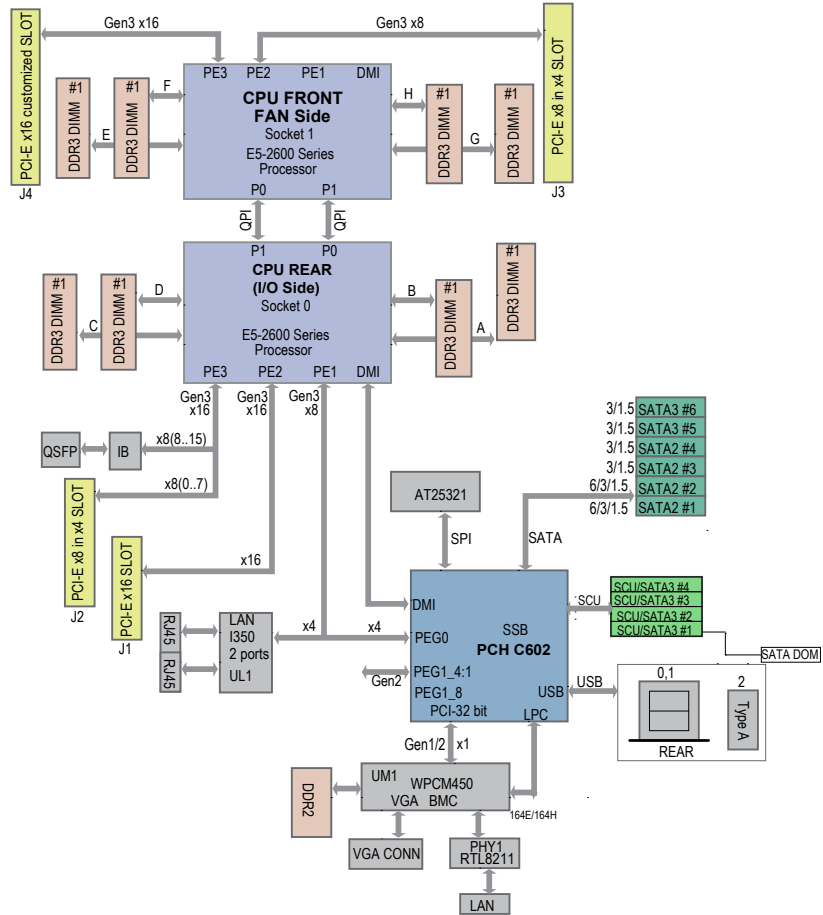 Gen3 x16
Gen3 x8
PCI-E x16 customized SLOT
J4
PCI-E x8 in x4 SLOT
J3
PE3 PE2 PE1 DMI
CPU FRONT
FAN Side
Socket 1
E5-2600 Series
Processor
P0 P1
#1
DDR3 DIMM
#1
DDR3 DIMM
F
E
H
G
#1
DDR3 DIMM
#1
DDR3 DIMM
QPI
QPI
P1 P0
CPU REAR
(I/O Side)
Socket 0
E5-2600 Series
Processor
PE3 PE2 PE1 DMI
#1
DDR3 DIMM
#1
DDR3 DIMM
D
C
B
A
#1
DDR3 DIMM
#1
DDR3 DIMM
Gen3
x16
Gen3
x16
Gen3
x8
QSFP
IB
x8(8..15)
x8(0..7)
PCI-E x8 in x4 SLOT
J2
x16
PCI-E x16 SLOT
J1
3/1.5 SATA3 #6
3/1.5 SATA3 #5
3/1.5 SATA2 #4
3/1.5 SATA2 #3
6/3/1.5 SATA2 #2
6/3/1.5 SATA2 #1
AT25321
SPI
SATA
RJ45
RJ45
LAN
I350
2 ports
UL1
x4
x4
DMI
PEG0
SSB
PCH C602
Gen2
PEG1_4:1
PEG1_8
PCI-32 bit
USB
LPC
SCU
SCU/SATA3 #4
SCU/SATA3 #3
SCU/SATA3 #2
SCU/SATA3 #1
SATA DOM
USB
0,1
2
Type A
REAR
Gen1/2
x1
DDR2
UM1
WPCM450
VGA BMC
164E/164H
VGA CONN
PHY1
RTL8211
LAN